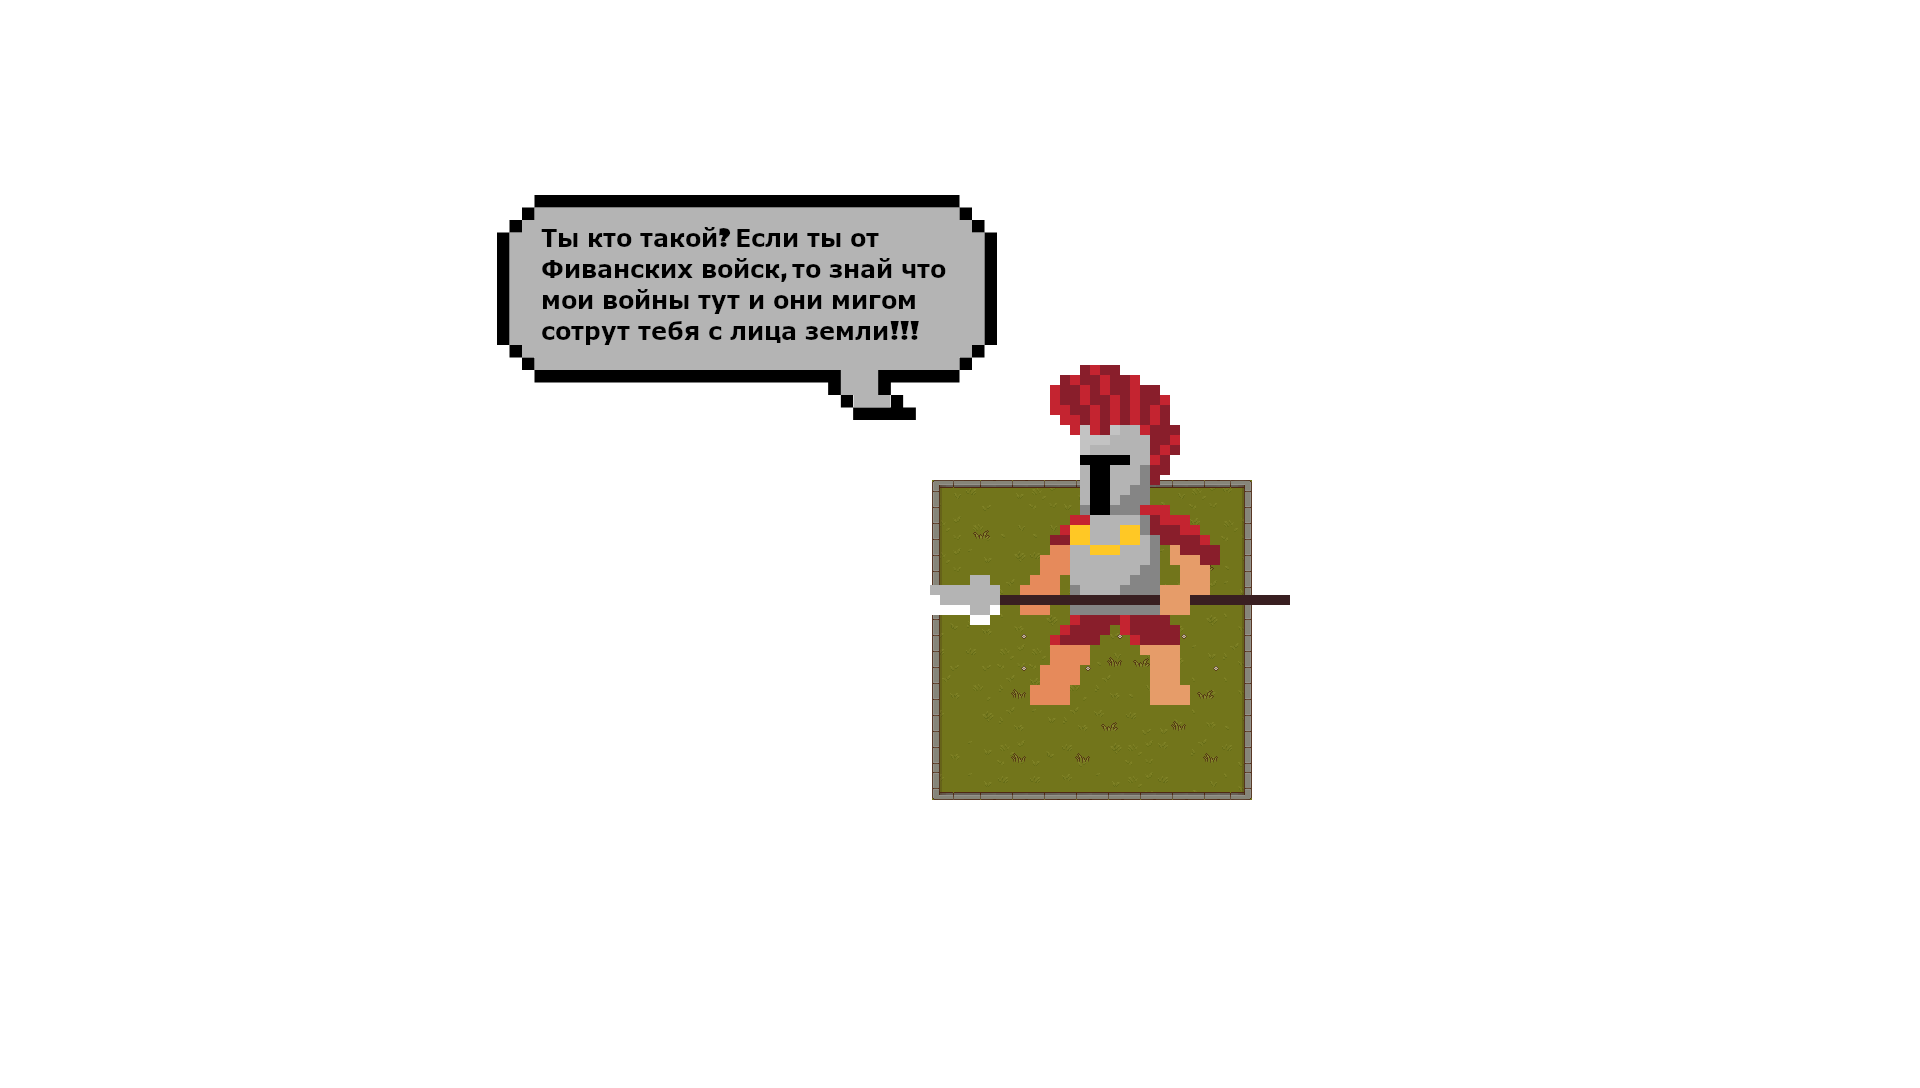 Ты кто такой? Если ты от
Фиванских войск, то знай что
мои войны тут и они мигом
сотрут тебя с лица земли!!!